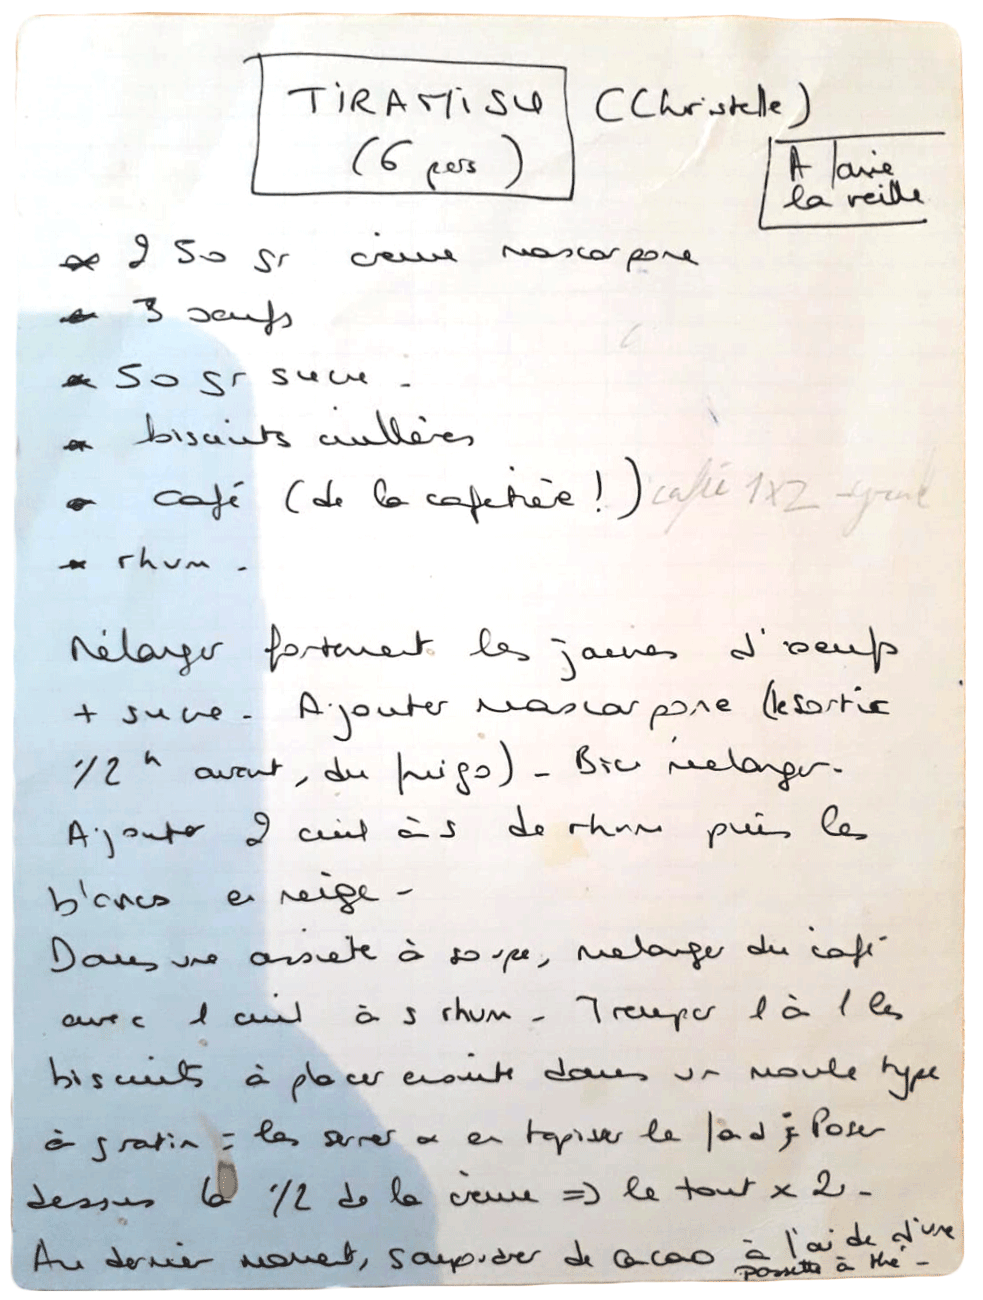 TIRAMISU (Christelle)
(6 pers)
A faire
la veille
* 250 gr crème mascarpone
* 3 oeufs
* 50 gr sucre -
* biscuits cuillères
* café (de la cafetière !) café 1x2
* rhum -
Mélanger fortement les jaunes d'oeufs
+ sucre - Ajouter mascarpone (le sortir
1/2 h avant, du frigo) - Bien mélanger -
Ajouter 2 cuil à s de rhum puis les
blancs en neige -
Dans une assiette à soupe, mélanger du café
avec 1 cuil à s rhum - Tremper 1 à 1 les
biscuits à placer ensuite dans un moule type
à gratin = les serrer & en tapisser le fond ; Poser
dessus la 1/2 de la crème => le tout x 2 -
Au dernier moment, saupoudrer de cacao à l'aide d'une
passette à thé -